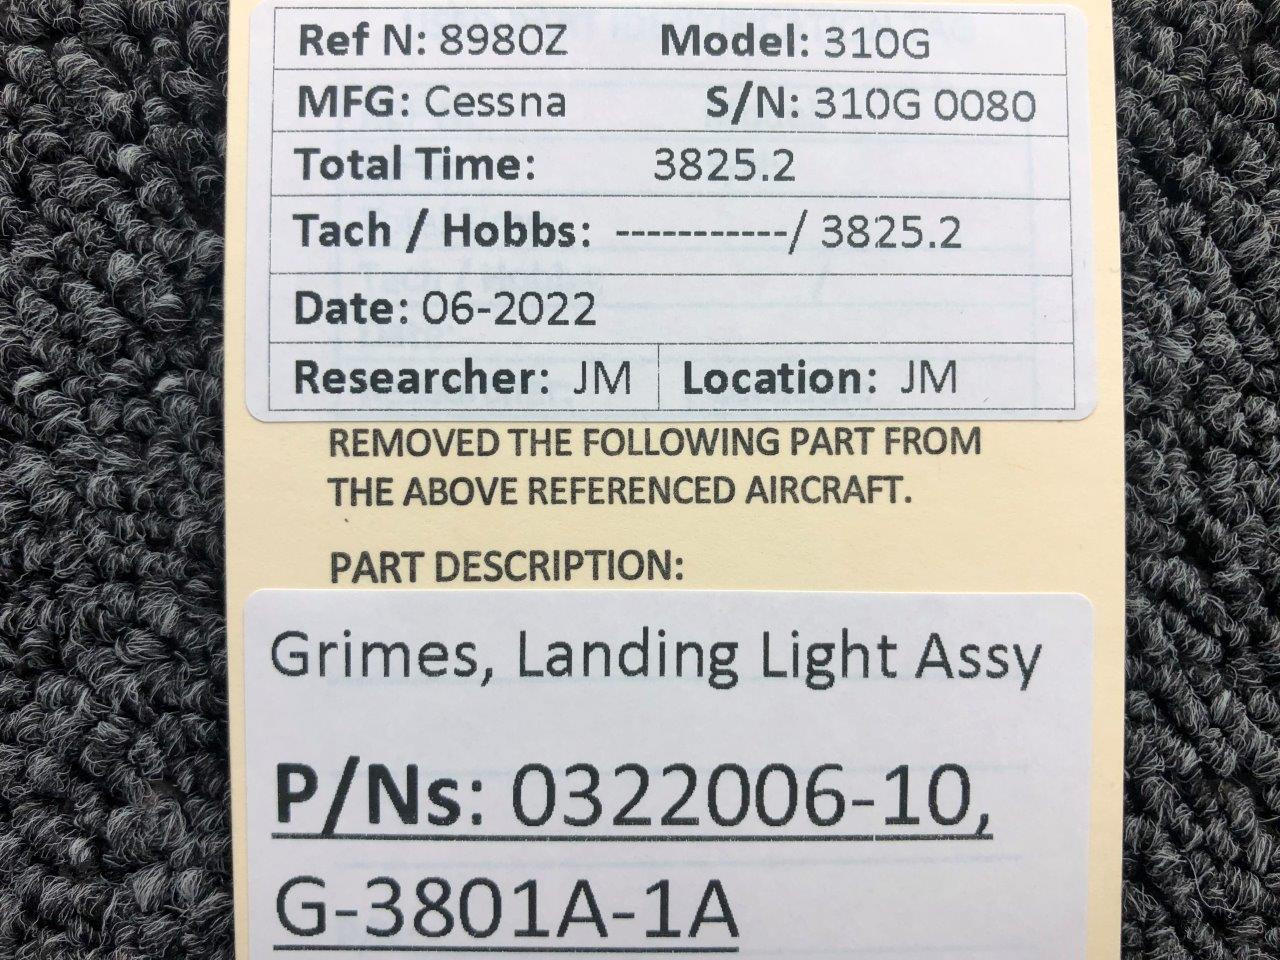 Ref N: 8980Z Model: 310G
MFG: Cessna S/N: 310G 0080
Total Time: 3825.2
Tach / Hobbs: -----------/ 3825.2
Date: 06-2022
Researcher: JM Location: JM
REMOVED THE FOLLOWING PART FROM
THE ABOVE REFERENCED AIRCRAFT.
PART DESCRIPTION:
Grimes, Landing Light Assy
P/Ns: 0322006-10,
G-3801A-1A